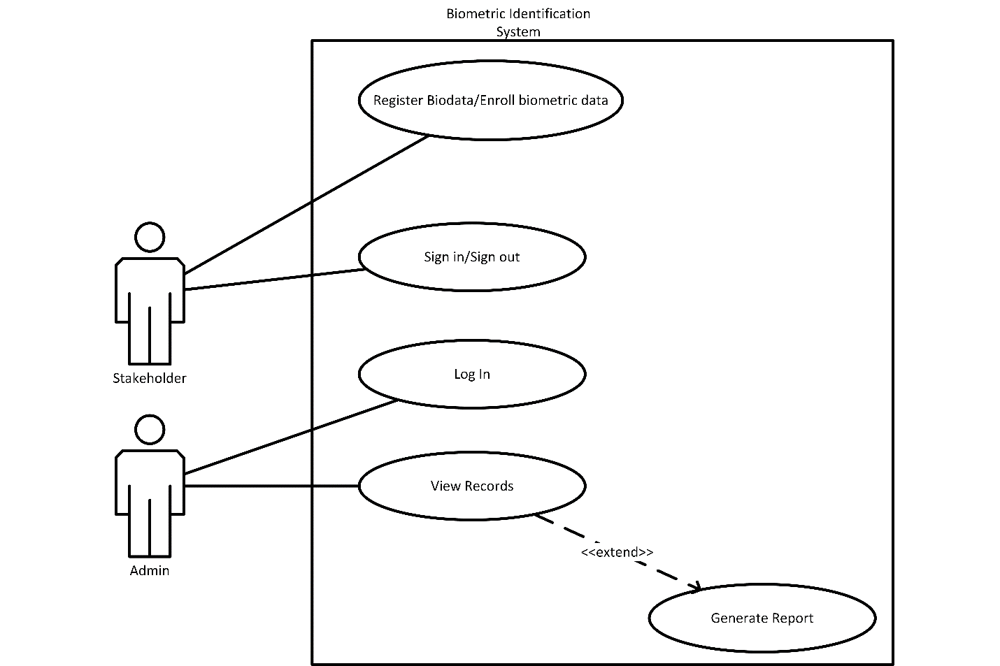 Biometric Identification
System
Register Biodata/Enroll biometric data
Sign in/Sign out
Log In
Stakeholder
View Records
<<extend>>
Admin
Generate Report